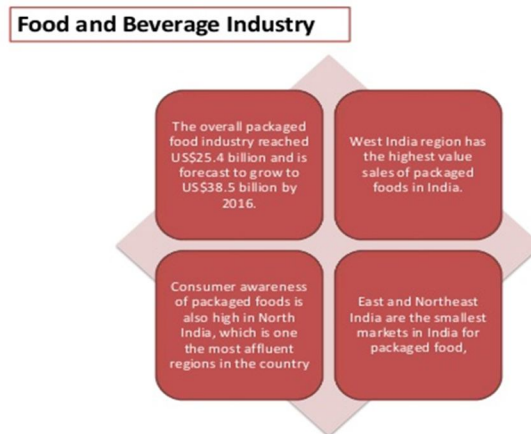 Food and Beverage Industry
The overall packaged
food industry reached
US$25.4 billion and is
forecast to grow to
US$38.5 billion by
2016.
West India region has
the highest value
sales of packaged
foods in India.
Consumer awareness
of packaged foods is
also high in North
India, which is one
the most affluent
regions in the country
East and Northeast
India are the smallest
markets in India for
packaged food,